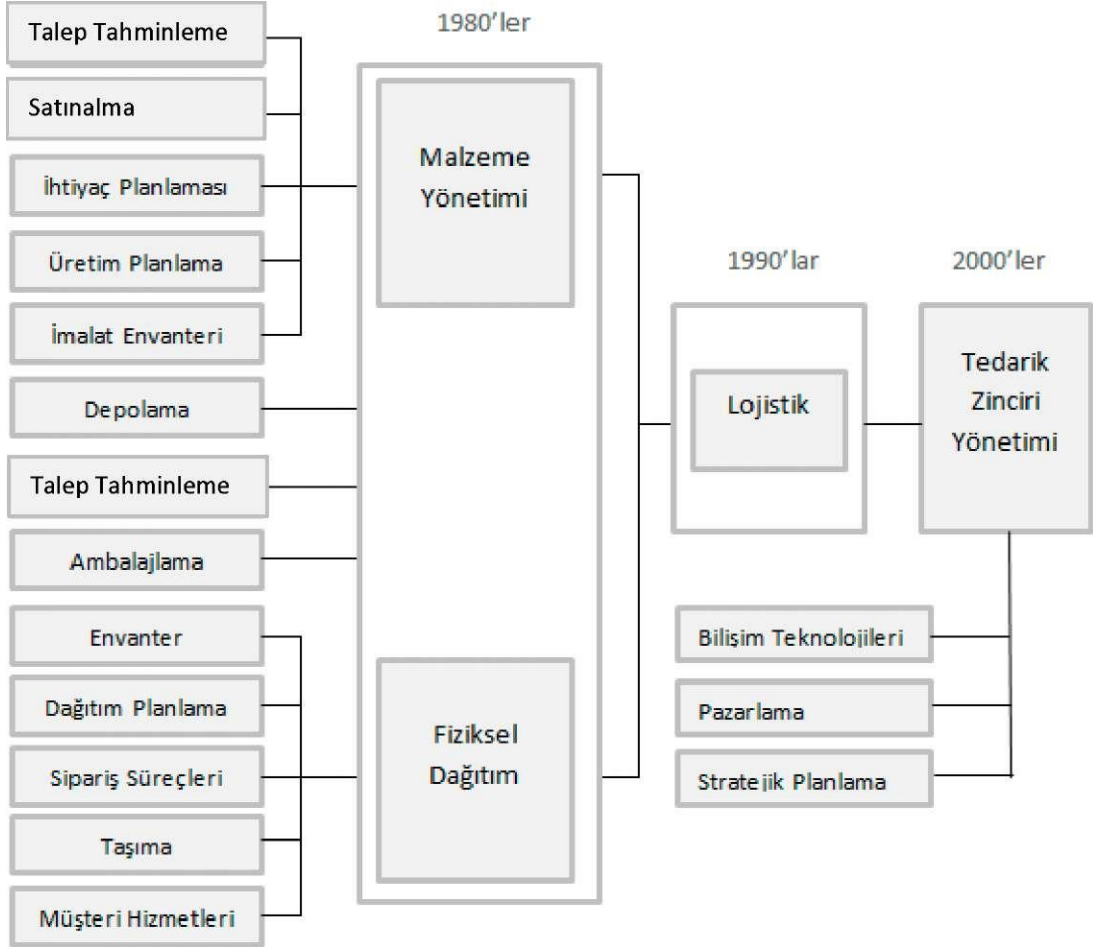 Talep Tahminleme
Satınalma
İhtiyaç Planlaması
Üretim Planlama
İmalat Envanteri
Depolama
Talep Tahminleme
Ambalajlama
Envanter
Dağıtım Planlama
Sipariş Süreçleri
Taşıma
Müşteri Hizmetleri
1980'ler
Malzeme
Yönetimi
Fiziksel
Dağıtım
1990'lar
Lojistik
2000'ler
Tedarik
Zinciri
Yönetimi
Bilişim Teknolojileri
Pazarlama
Stratejik Planlama